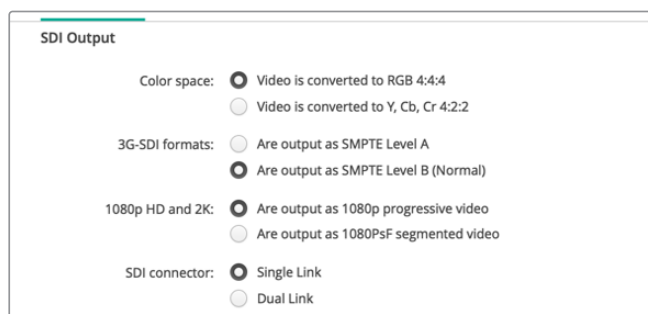 SDI Output
Color space: Video is converted to RGB 4:4:4
Video is converted to Y, Cb, Cr 4:2:2
3G-SDI formats: Are output as SMPTE Level A
Are output as SMPTE Level B (Normal)
1080p HD and 2K: Are output as 1080p progressive video
Are output as 1080PsF segmented video
SDI connector: Single Link
Dual Link